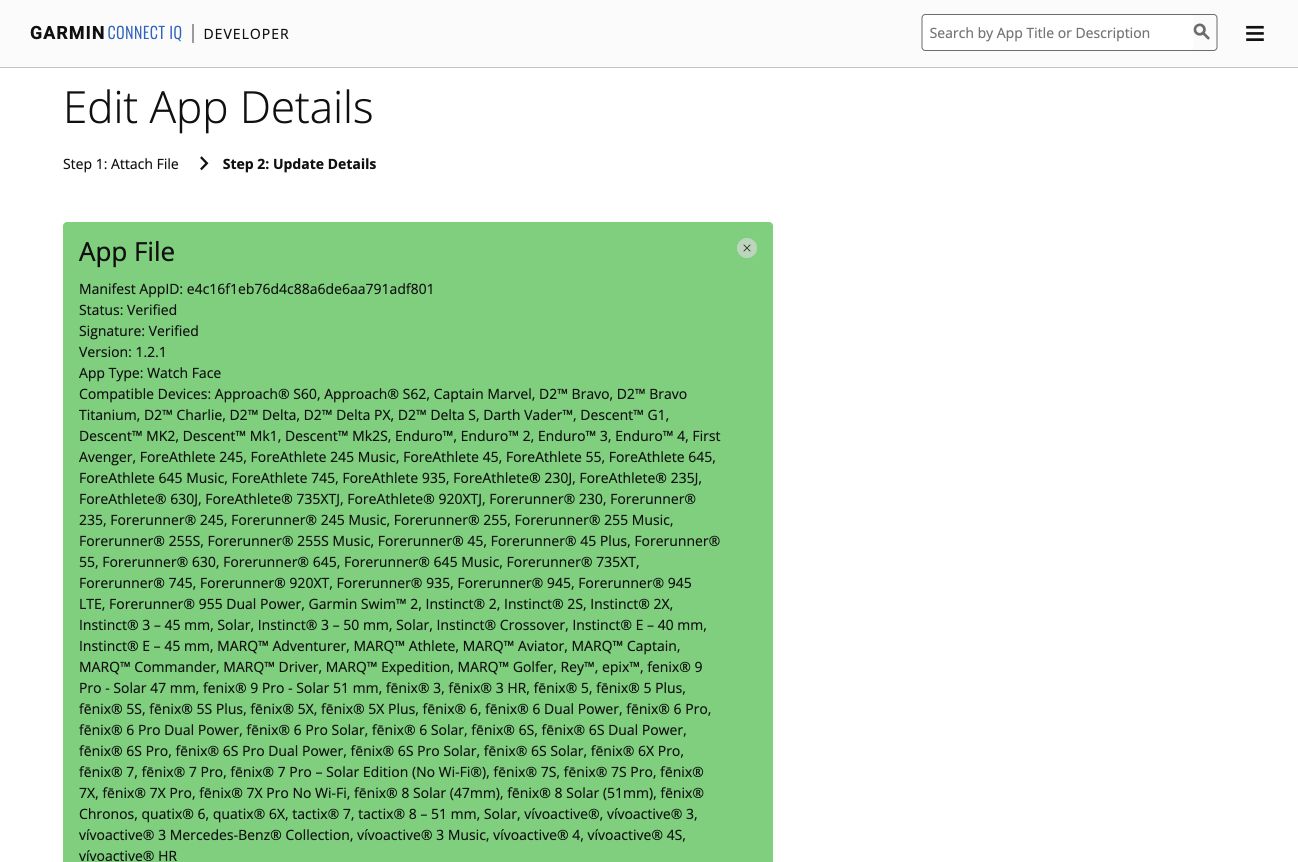 GARMIN CONNECT IQ | DEVELOPER
Search by App Title or Description
Edit App Details
Step 1: Attach File
Step 2: Update Details
App File
Manifest AppID: e4c16f1eb76d4c88a6de6aa791adf801
Status: Verified
Signature: Verified
Version: 1.2.1
App Type: Watch Face
Compatible Devices: Approach® S60, Approach® S62, Captain Marvel, D2™ Bravo, D2™ Bravo
Titanium, D2™ Charlie, D2™ Delta, D2™ Delta PX, D2™ Delta S, Darth Vader™, Descent™ G1,
Descent™ MK2, Descent™ Mk1, Descent™ Mk2S, Enduro™, Enduro™ 2, Enduro™ 3, Enduro™ 4, First
Avenger, ForeAthlete 245, ForeAthlete 245 Music, ForeAthlete 45, ForeAthlete 55, ForeAthlete 645,
ForeAthlete 645 Music, ForeAthlete 745, ForeAthlete 935, ForeAthlete® 230J, ForeAthlete® 235J,
ForeAthlete® 630J, ForeAthlete® 735XTJ, ForeAthlete® 920XTJ, Forerunner® 230, Forerunner®
235, Forerunner® 245, Forerunner® 245 Music, Forerunner® 255, Forerunner® 255 Music,
Forerunner® 255S, Forerunner® 255S Music, Forerunner® 45, Forerunner® 45 Plus, Forerunner®
55, Forerunner® 630, Forerunner® 645, Forerunner® 645 Music, Forerunner® 735XT,
Forerunner® 745, Forerunner® 920XT, Forerunner® 935, Forerunner® 945, Forerunner® 945
LTE, Forerunner® 955 Dual Power, Garmin Swim™ 2, Instinct® 2, Instinct® 2S, Instinct® 2X,
Instinct® 3 – 45 mm, Solar, Instinct® 3 – 50 mm, Solar, Instinct® Crossover, Instinct® E – 40 mm,
Instinct® E – 45 mm, MARQ™ Adventurer, MARQ™ Athlete, MARQ™ Aviator, MARQ™ Captain,
MARQ™ Commander, MARQ™ Driver, MARQ™ Expedition, MARQ™ Golfer, Rey™, epix™, fenix® 9
Pro - Solar 47 mm, fenix® 9 Pro - Solar 51 mm, fēnix® 3, fēnix® 3 HR, fēnix® 5, fēnix® 5 Plus,
fēnix® 5S, fēnix® 5S Plus, fēnix® 5X, fēnix® 5X Plus, fēnix® 6, fēnix® 6 Dual Power, fēnix® 6 Pro,
fēnix® 6 Pro Dual Power, fēnix® 6 Pro Solar, fēnix® 6 Solar, fēnix® 6S, fēnix® 6S Dual Power,
fēnix® 6S Pro, fēnix® 6S Pro Dual Power, fēnix® 6S Pro Solar, fēnix® 6S Solar, fēnix® 6X Pro,
fēnix® 7, fēnix® 7 Pro, fēnix® 7 Pro – Solar Edition (No Wi-Fi®), fēnix® 7S, fēnix® 7S Pro, fēnix®
7X, fēnix® 7X Pro, fēnix® 7X Pro No Wi-Fi, fēnix® 8 Solar (47mm), fēnix® 8 Solar (51mm), fēnix®
Chronos, quatix® 6, quatix® 6X, tactix® 7, tactix® 8 – 51 mm, Solar, vívoactive®, vívoactive® 3,
vívoactive® 3 Mercedes-Benz® Collection, vívoactive® 3 Music, vívoactive® 4, vívoactive® 4S,
vívoactive® HR